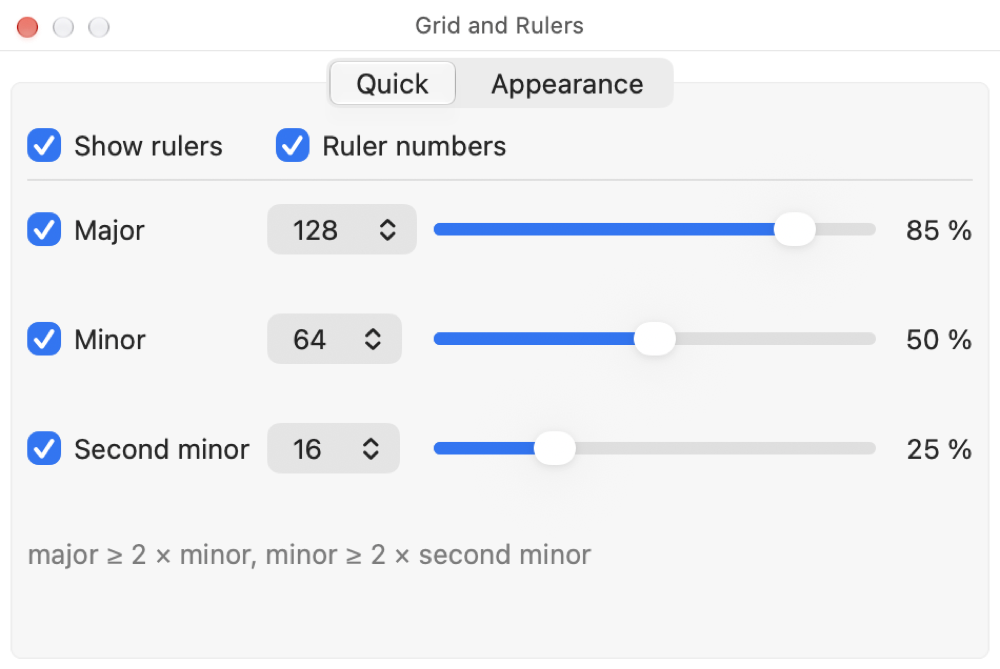 Grid and Rulers
Quick Appearance
Show rulers Ruler numbers
Major 128 85 %
Minor 64 50 %
Second minor 16 25 %
major ≥ 2 × minor, minor ≥ 2 × second minor